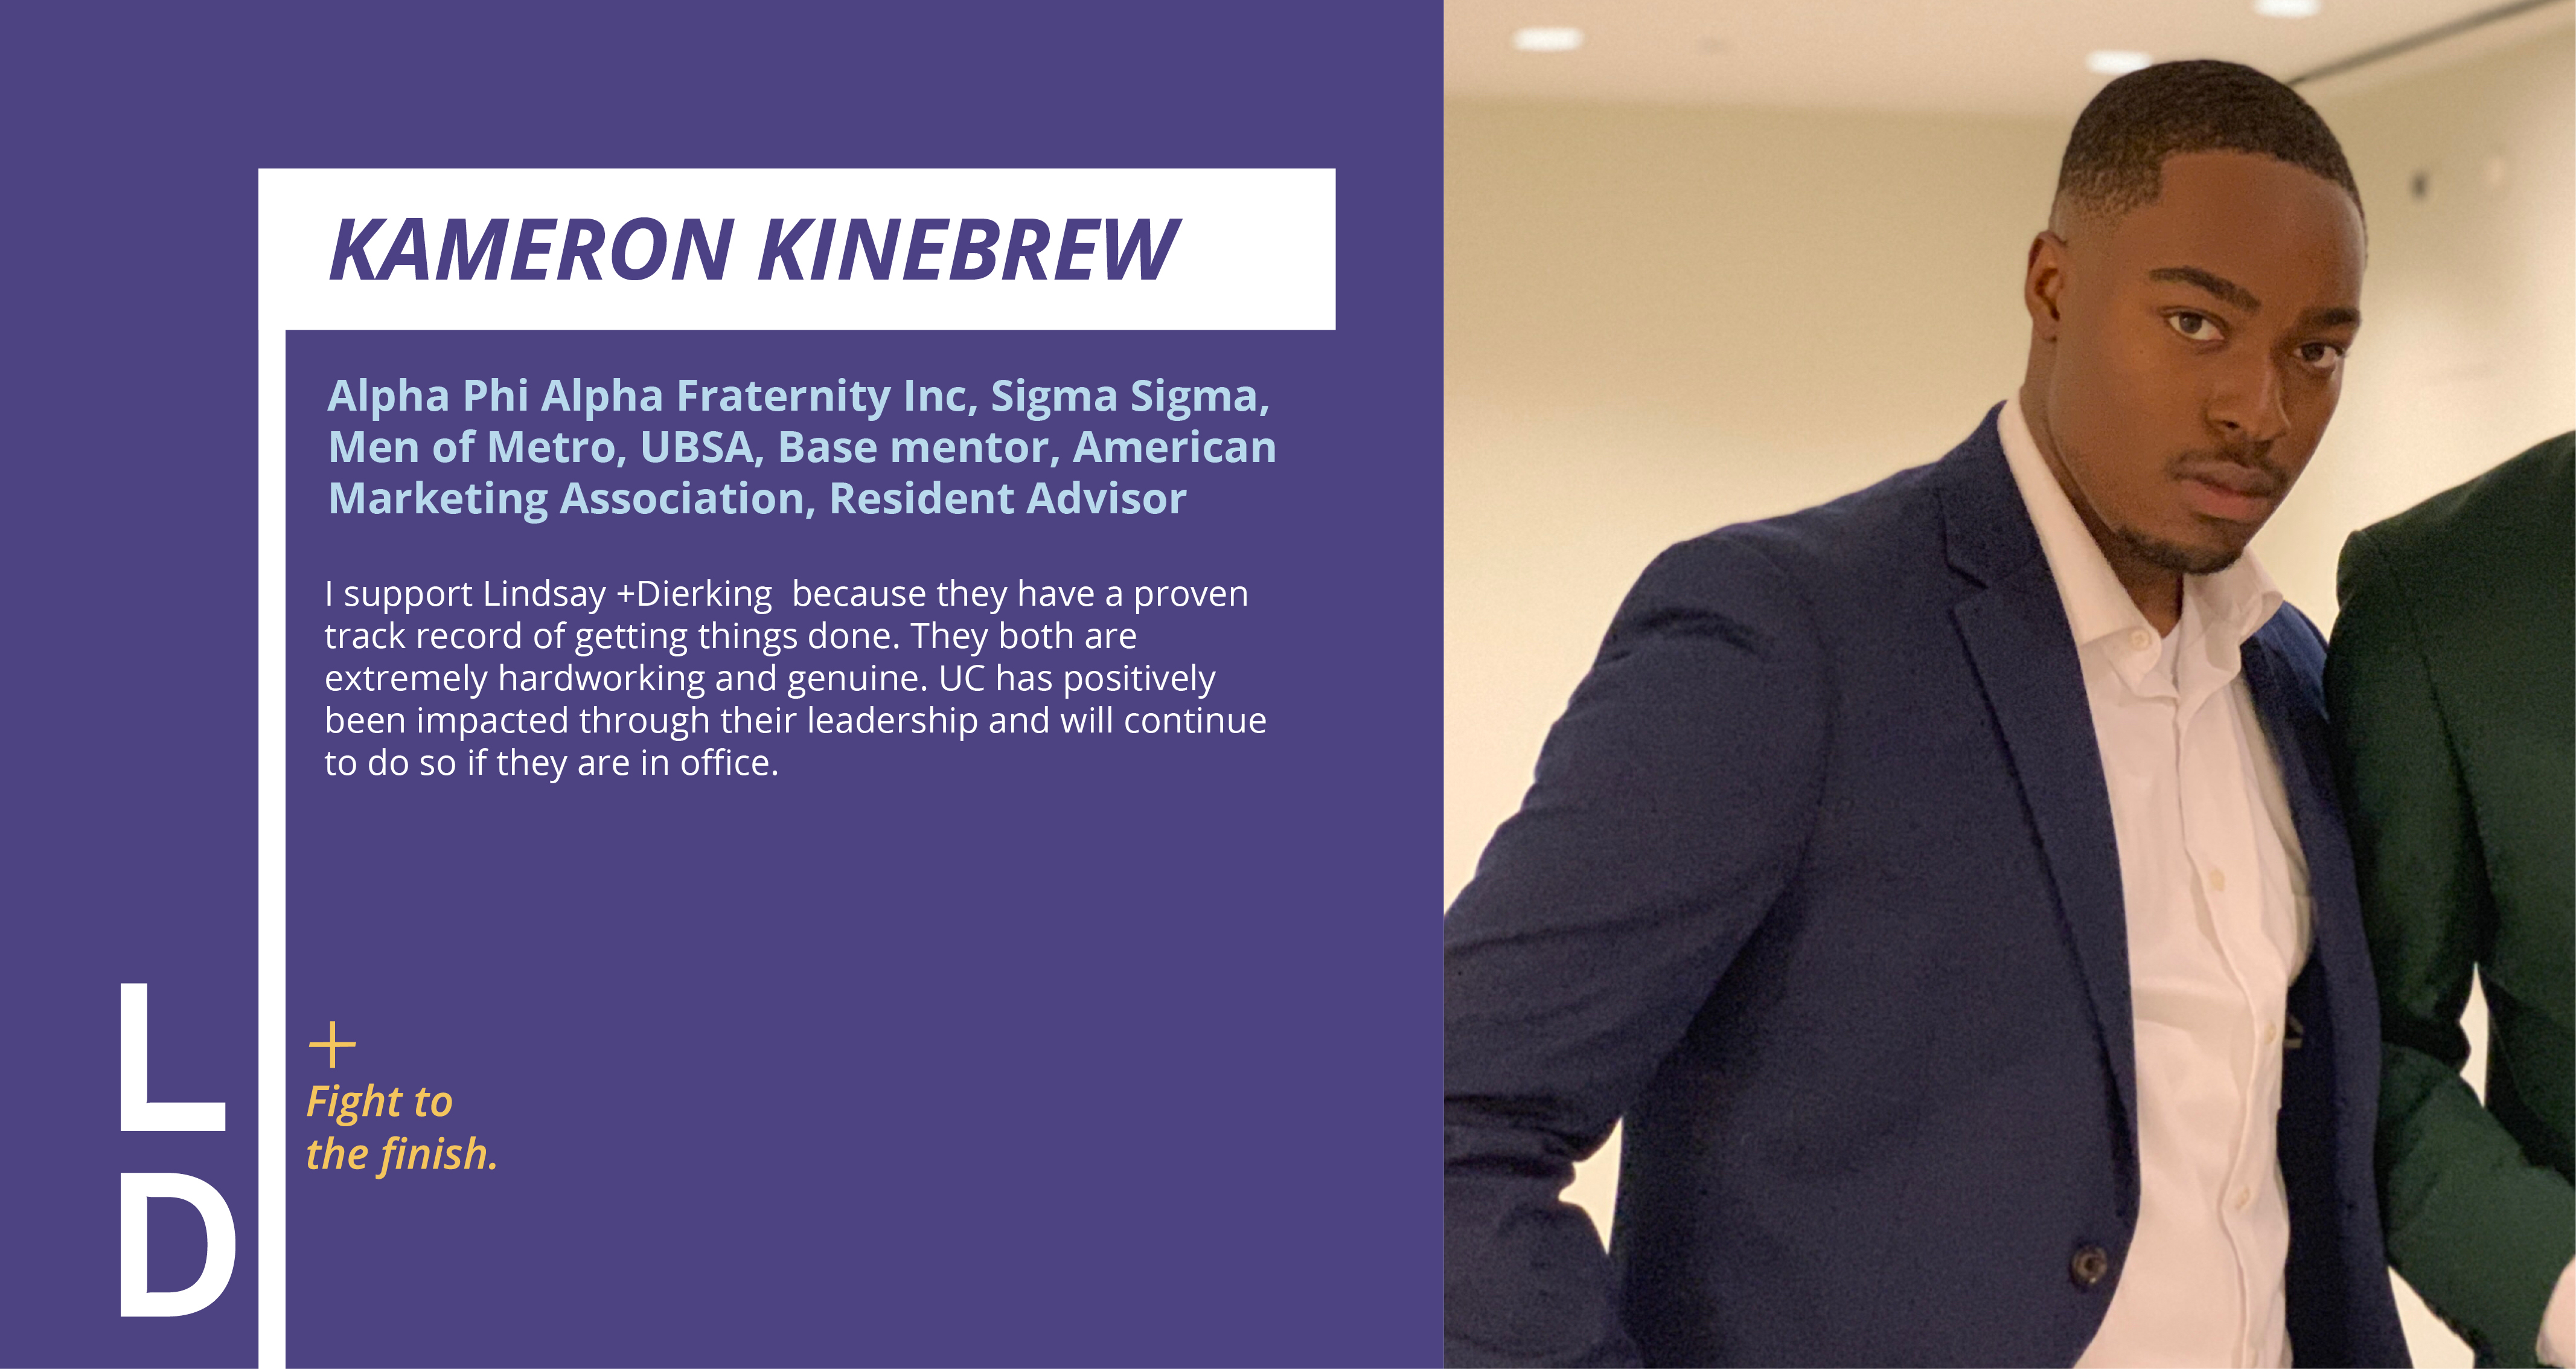 KAMERON KINEBREW
Alpha Phi Alpha Fraternity Inc, Sigma Sigma,
Men of Metro, UBSA, Base mentor, American
Marketing Association, Resident Advisor
I support Lindsay +Dierking  because they have a proven
track record of getting things done. They both are
extremely hardworking and genuine. UC has positively
been impacted through their leadership and will continue
to do so if they are in office.
L
D
+
Fight to
the finish.